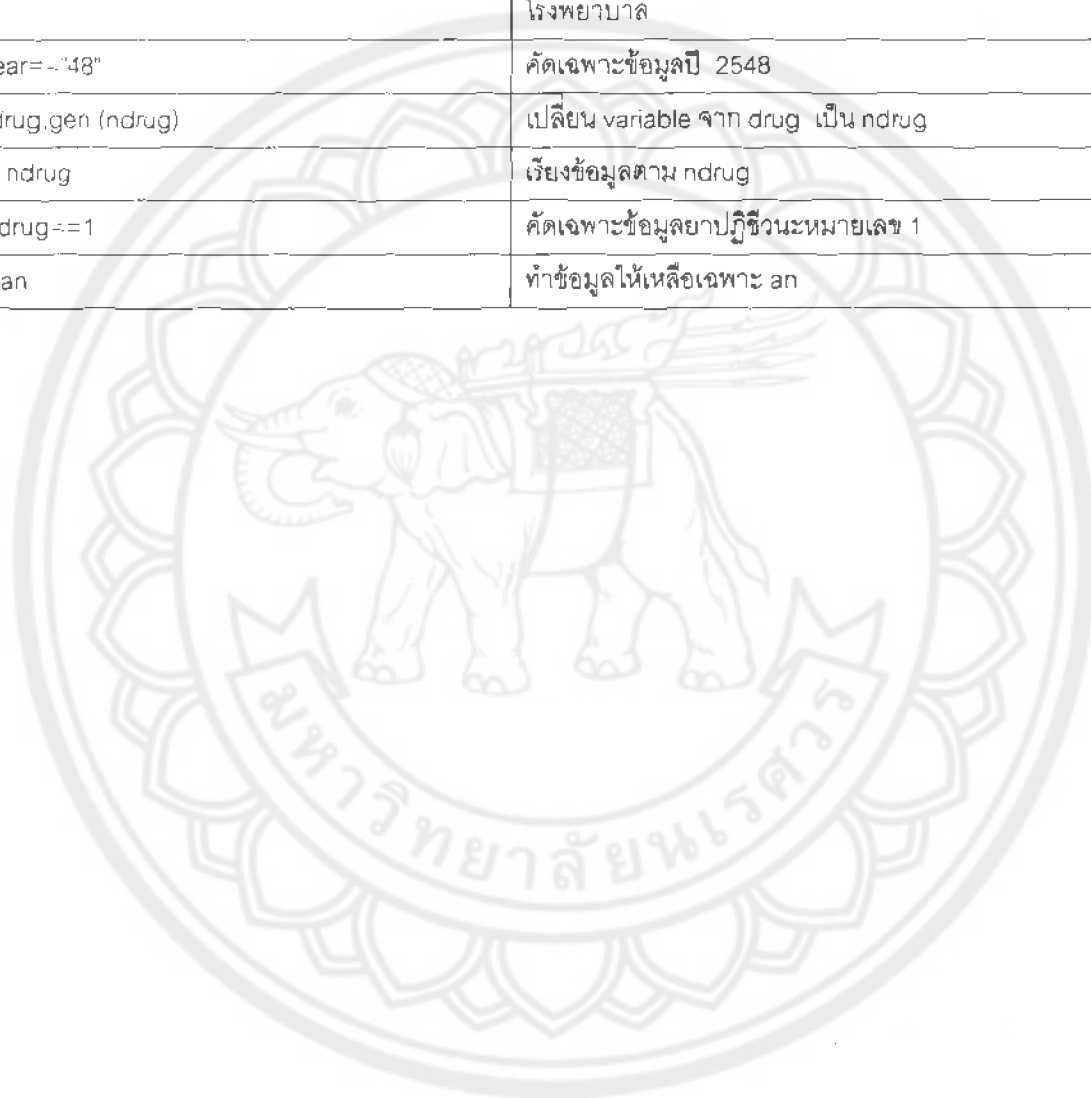 โรงพยาบาล
ear=="48" คัดเฉพาะข้อมูลปี 2548
drug,gen (ndrug) เปลี่ยน variable จาก drug เป็น ndrug
ndrug เรียงข้อมูลตาม ndrug
drug==1 คัดเฉพาะข้อมูลยาปฏิชีวนะหมายเลข 1
an ทำข้อมูลให้เหลือเฉพาะ an
มหาวิทยาลัยนเรศวร